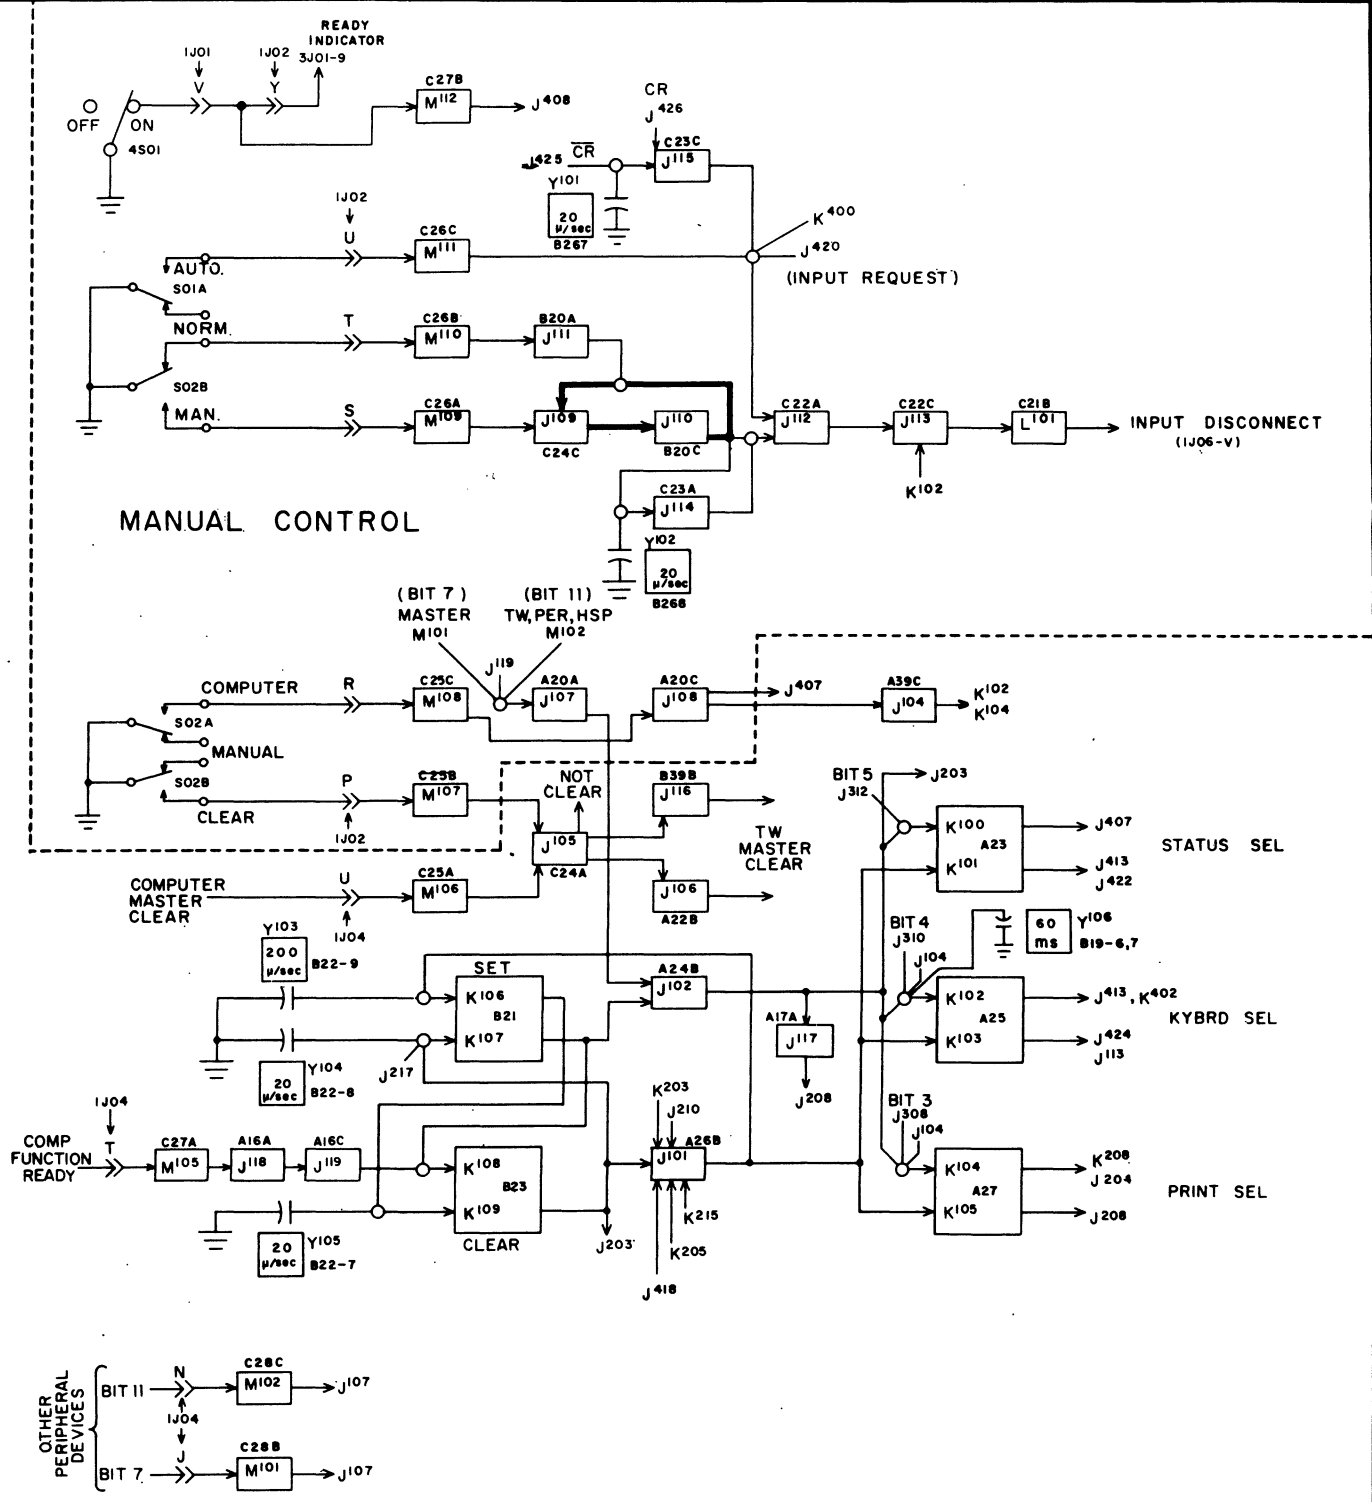 READY
INDICATOR
3J01-9
1J01
1J02
V
Y
C27B
M112
J408
OFF
ON
4S01
CR
J426
C23C
J115
J425
CR
Y101
20
μ/sec
B267
1J02
U
C26C
M111
K400
J420
(INPUT REQUEST)
AUTO.
S01A
NORM.
T
C26B
M110
B20A
J111
S02B
MAN.
S
C26A
M109
J109
C24C
J110
B20C
C22A
J112
C22C
J113
K102
C21B
L101
INPUT DISCONNECT
(1J06-V)
C23A
J114
Y102
20
μ/sec
B268
MANUAL CONTROL
(BIT 7)
MASTER
M101
(BIT 11)
TW,PER,HSP
M102
J119
COMPUTER
R
C25C
M108
A20A
J107
A20C
J108
J407
A39C
J104
K102
K104
S02A
MANUAL
S02B
CLEAR
P
1J02
C25B
M107
NOT
CLEAR
J105
C24A
B39B
J116
TW
MASTER
CLEAR
J106
A22B
COMPUTER
MASTER
CLEAR
U
1J04
C25A
M106
BIT 5
J312
J203
K100
A23
K101
J407
J413
J422
STATUS SEL
BIT 4
J310
J104
60
ms
Y106
B19-6,7
K102
A25
K103
J413, K402
J424
J113
KYBRD SEL
Y103
200
μ/sec
B22-9
SET
K106
B21
K107
A24B
J102
A17A
J117
J208
Y104
20
μ/sec
B22-8
J217
1J04
T
COMP
FUNCTION
READY
C27A
M105
A16A
J118
A16C
J119
K108
B23
K109
CLEAR
J203
K203
J210
A26B
J101
K215
K205
J418
BIT 3
J308
J104
K104
A27
K105
K208
J204
J208
PRINT SEL
Y105
20
μ/sec
B22-7
OTHER
PERIPHERAL
DEVICES
BIT 11
N
1J04
C28C
M102
J107
BIT 7
J
C28B
M101
J107